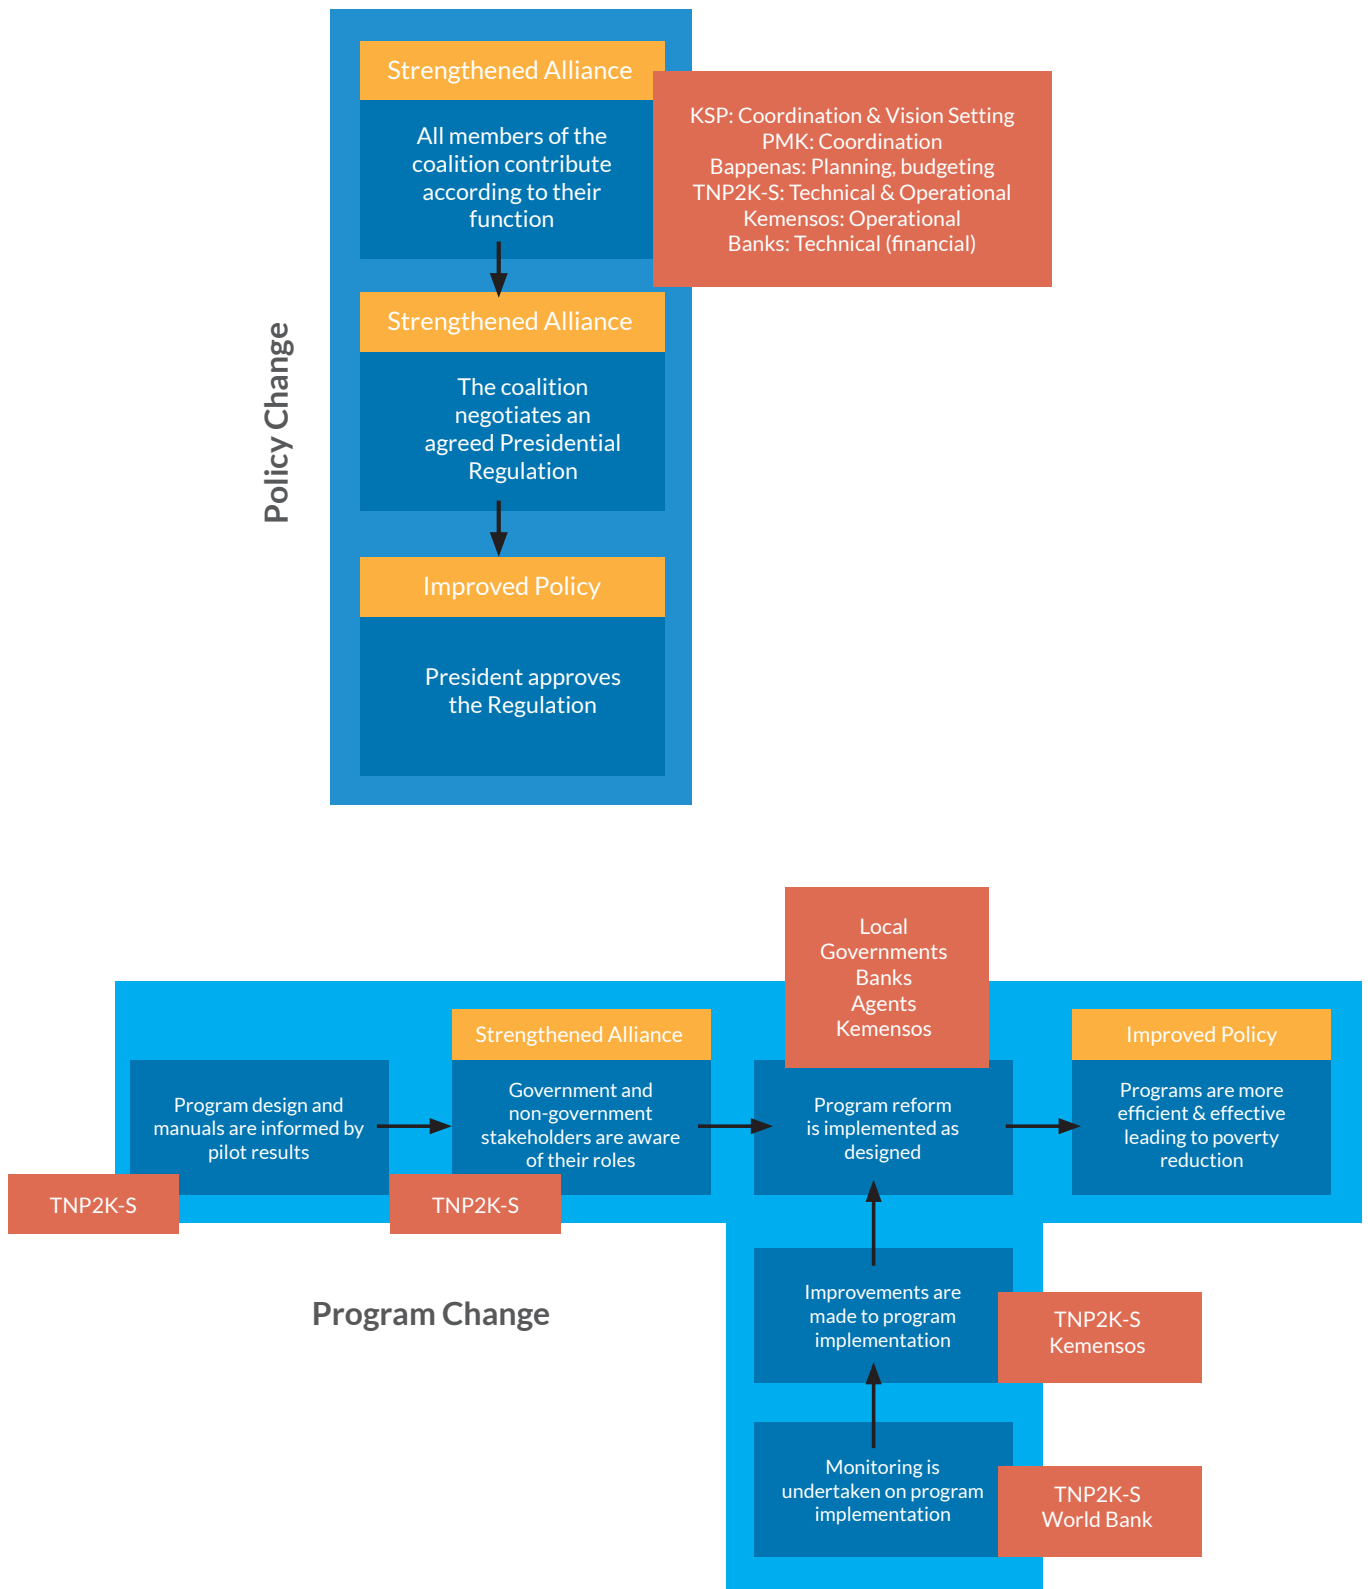 Strengthened Alliance
All members of the
coalition contribute
according to their
function
KSP: Coordination & Vision Setting
PMK: Coordination
Bappenas: Planning, budgeting
TNP2K-S: Technical & Operational
Kemensos: Operational
Banks: Technical (financial)
Policy Change
Strengthened Alliance
The coalition
negotiates an
agreed Presidential
Regulation
Improved Policy
President approves
the Regulation
Local
Governments
Banks
Agents
Kemensos
Program design and
manuals are informed by
pilot results
TNP2K-S
Strengthened Alliance
Government and
non-government
stakeholders are aware
of their roles
TNP2K-S
Program reform
is implemented as
designed
Improved Policy
Programs are more
efficient & effective
leading to poverty
reduction
Program Change
Improvements are
made to program
implementation
TNP2K-S
Kemensos
Monitoring is
undertaken on program
implementation
TNP2K-S
World Bank